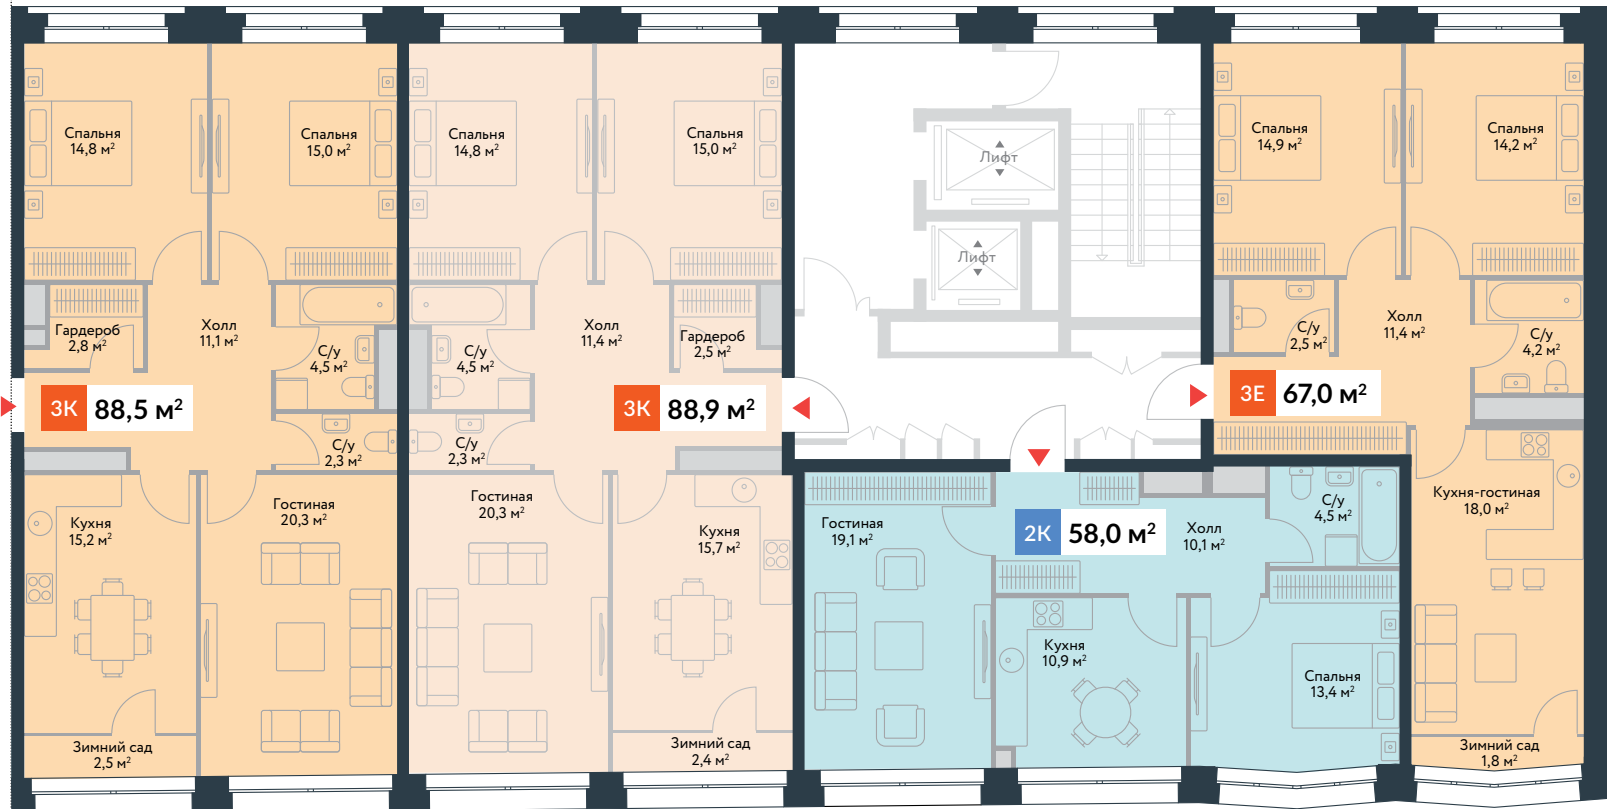 Спальня
14,8 м²
Спальня
15,0 м²
Гардероб
2,8 м²
Холл
11,1 м²
С/у
4,5 м²
3К
88,5 м²
С/у
2,3 м²
Кухня
15,2 м²
Гостиная
20,3 м²
Зимний сад
2,5 м²
Спальня
14,8 м²
Спальня
15,0 м²
С/у
4,5 м²
Холл
11,4 м²
Гардероб
2,5 м²
3К
88,9 м²
С/у
2,3 м²
Гостиная
20,3 м²
Кухня
15,7 м²
Зимний сад
2,4 м²
Лифт
Лифт
Гостиная
19,1 м²
2К
58,0 м²
Холл
10,1 м²
С/у
4,5 м²
Кухня
10,9 м²
Спальня
13,4 м²
Спальня
14,9 м²
Спальня
14,2 м²
С/у
2,5 м²
Холл
11,4 м²
С/у
4,2 м²
3Е
67,0 м²
Кухня-гостиная
18,0 м²
Зимний сад
1,8 м²